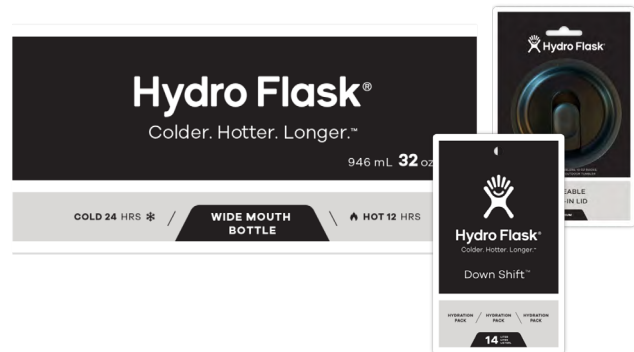 Hydro Flask®
Colder. Hotter. Longer.™
946 mL 32 oz
COLD 24 HRS
WIDE MOUTH
BOTTLE
HOT 12 HRS
Hydro Flask
EABLE
-IN LID
Hydro Flask®
Colder. Hotter. Longer.™
Down Shift™
HYDRATION
PACK
HYDRATION
PACK
HYDRATION
PACK
14